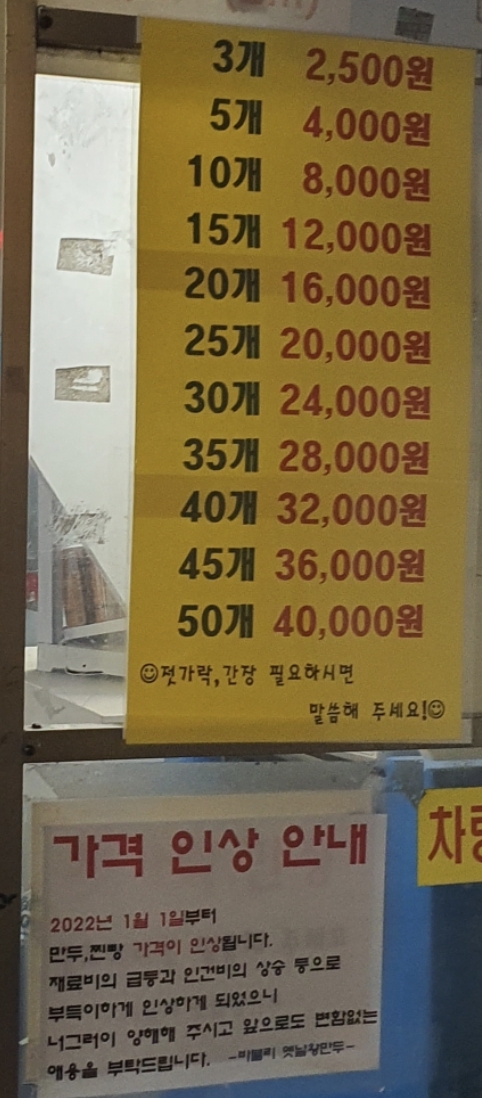 3개 2,500원
5개 4,000원
10개 8,000원
15개 12,000원
20개 16,000원
25개 20,000원
30개 24,000원
35개 28,000원
40개 32,000원
45개 36,000원
50개 40,000원
젓가락,간장 필요하시면
말씀해 주세요!
가격 인상 안내
2022년 1월 1일부터
만두,찐빵 가격이 인상됩니다.
재료비의 급등과 인건비의 상승 등으로
부득이하게 인상하게 되었으니
너그러이 양해해 주시고 앞으로도 변함없는
애용을 부탁드립니다. 옛날왕만두-